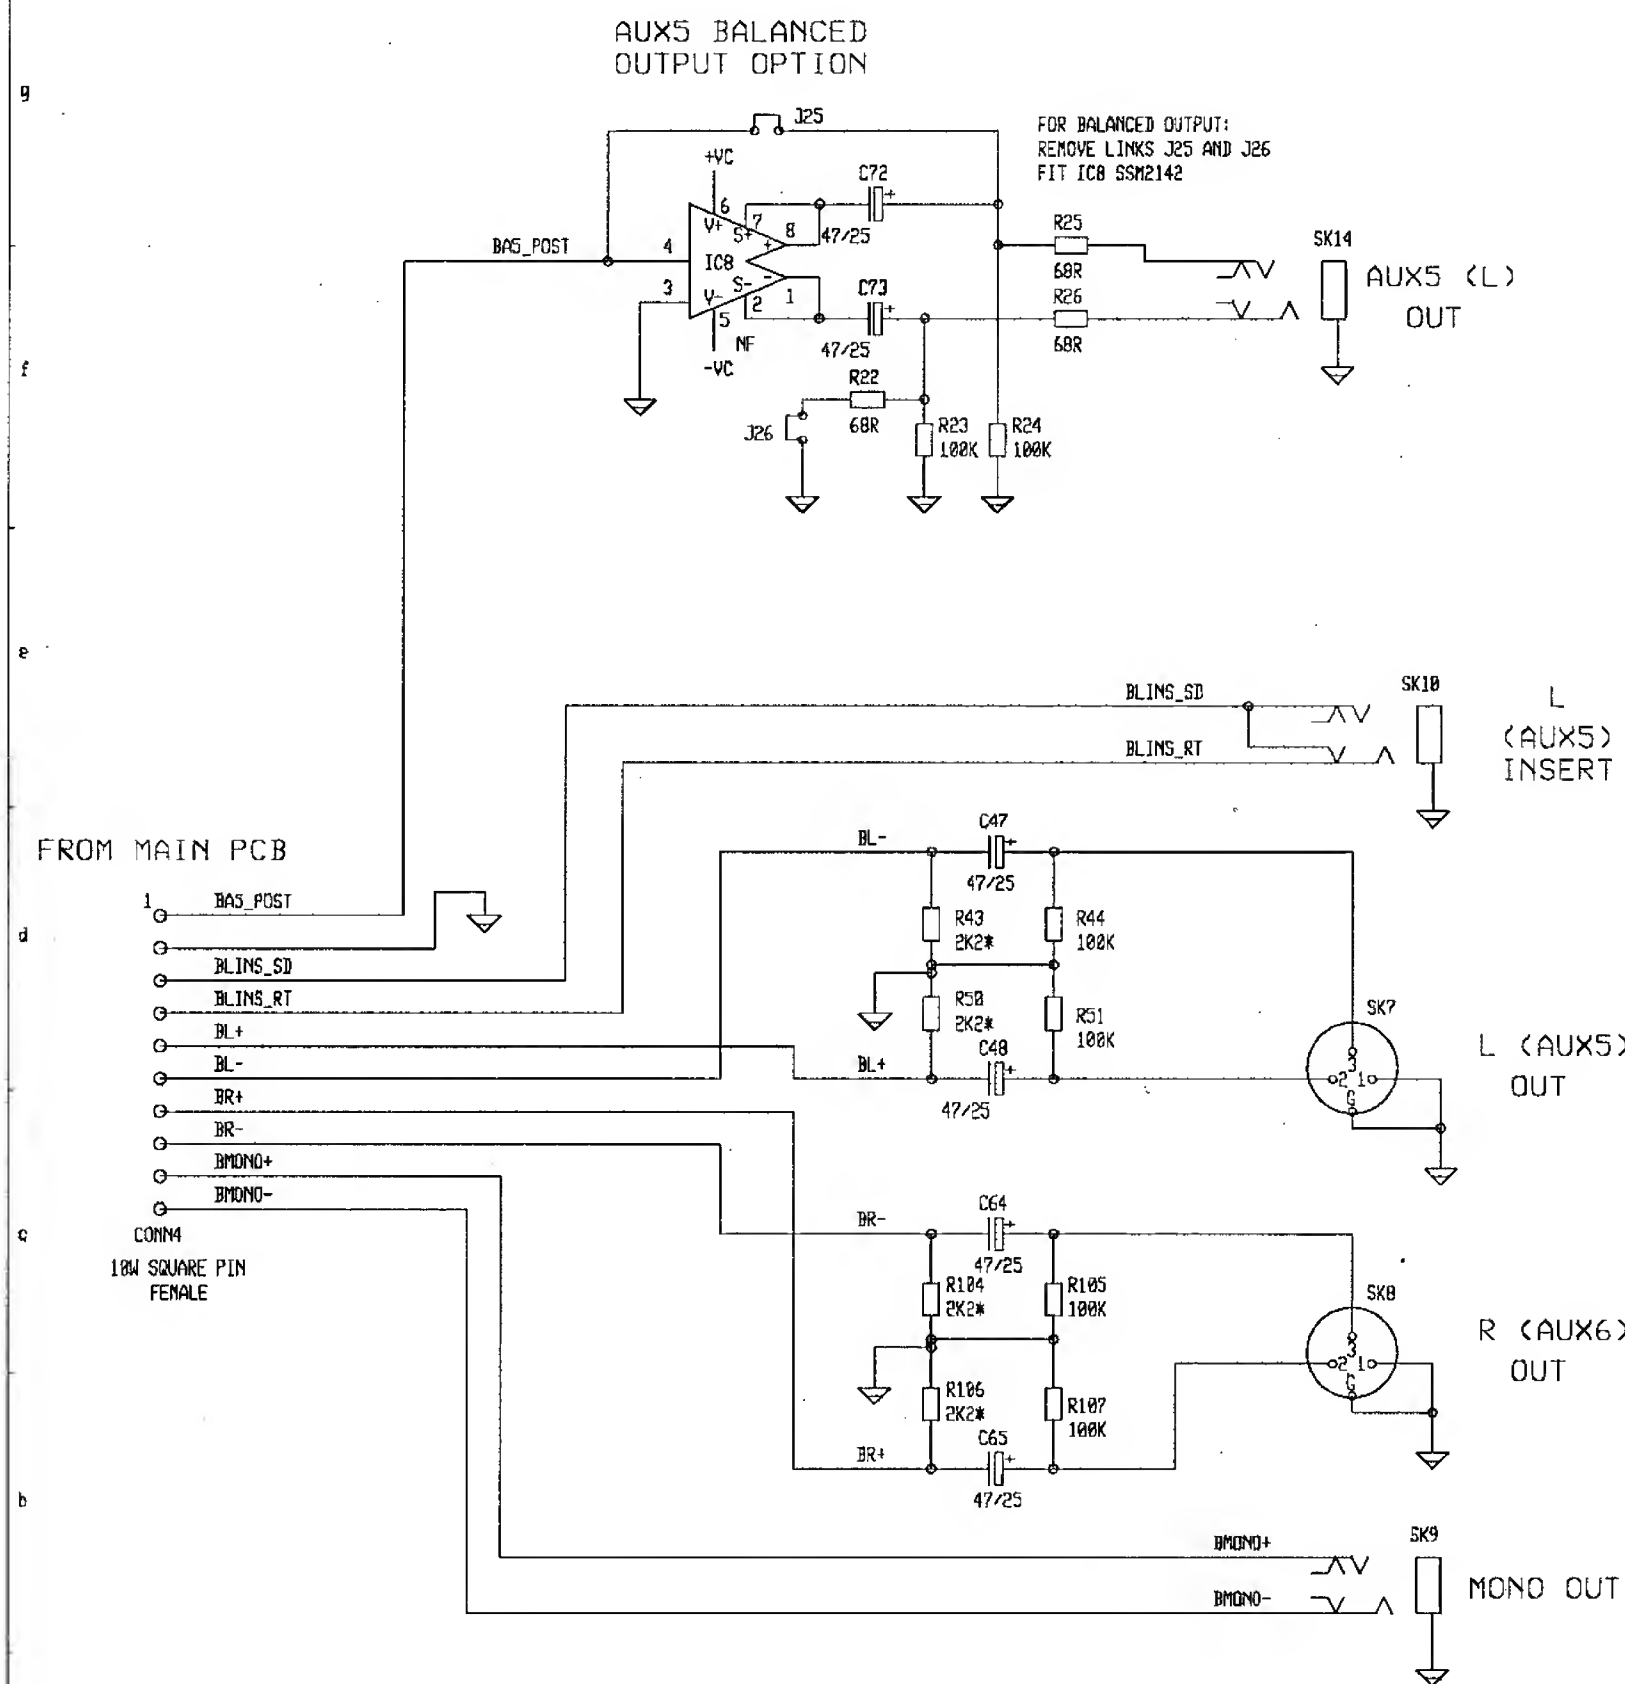 AUX5 BALANCED
OUTPUT OPTION
g
J25
FOR BALANCED OUTPUT:
REMOVE LINKS J25 AND J26
FIT IC8 SSM2142
+VC
C72
6
V+
7
S+
8
+
47/25
R25
SK14
BA5_POST
4
IC8
68R
AUX5 (L)
OUT
3
V-
S-
-
2
1
C73
R26
5
NF
47/25
68R
-VC
f
R22
J26
68R
R23
100K
R24
100K
e
BLINS_SD
SK10
L
(AUX5)
INSERT
BLINS_RT
FROM MAIN PCB
BL-
C47
+
47/25
1
BA5_POST
d
R43
2K2*
R44
100K
BLINS_SD
BLINS_RT
R50
2K2*
R51
100K
SK7
BL+
C48
L (AUX5)
OUT
BL-
BL+
+
47/25
3
2
1
G
BR+
BR-
BMONO+
BMONO-
c
CONN4
10W SQUARE PIN
FEMALE
BR-
C64
+
47/25
R104
2K2*
R105
100K
SK8
R (AUX6)
OUT
3
2
1
G
R106
2K2*
R107
100K
BR+
C65
+
47/25
b
BMONO+
SK9
MONO OUT
BMONO-